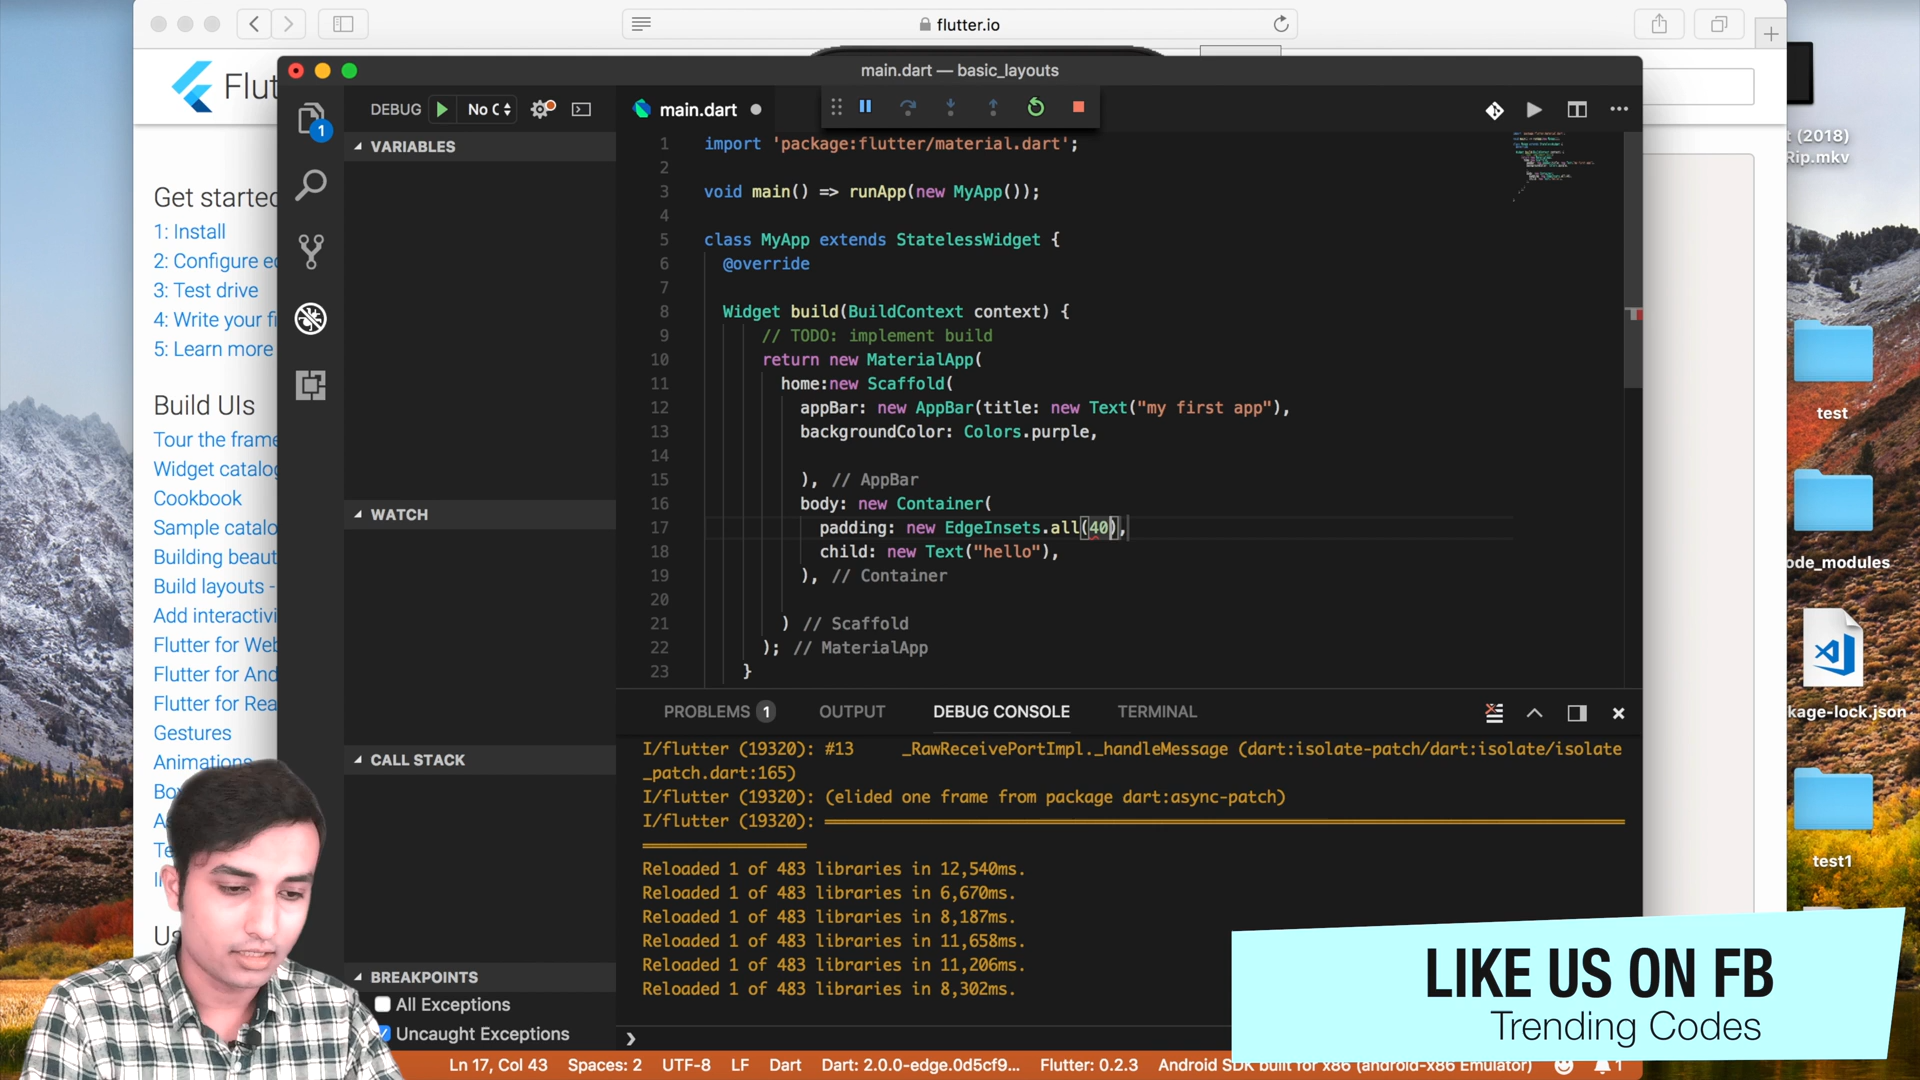 flutter.io
main.dart — basic_layouts
Flut
DEBUG
No C
main.dart
1
VARIABLES
WATCH
CALL STACK
BREAKPOINTS
All Exceptions
Uncaught Exceptions
Get started
1: Install
2: Configure ed
3: Test drive
4: Write your fi
5: Learn more
Build UIs
Tour the frame
Widget catalog
Cookbook
Sample catalo
Building beaut
Build layouts -
Add interactivi
Flutter for Web
Flutter for And
Flutter for Rea
Gestures
Animations
1 import 'package:flutter/material.dart';
2
3 void main() => runApp(new MyApp());
4
5 class MyApp extends StatelessWidget {
6 @override
7
8 Widget build(BuildContext context) {
9 // TODO: implement build
10 return new MaterialApp(
11 home:new Scaffold(
12 appBar: new AppBar(title: new Text("my first app"),
13 backgroundColor: Colors.purple,
14
15 ), // AppBar
16 body: new Container(
17 padding: new EdgeInsets.all(40),
18 child: new Text("hello"),
19 ), // Container
20
21 ) // Scaffold
22 ); // MaterialApp
23 }
PROBLEMS 1 OUTPUT DEBUG CONSOLE TERMINAL
I/flutter (19320): #13 _RawReceivePortImpl._handleMessage (dart:isolate-patch/dart:isolate/isolate
_patch.dart:165)
I/flutter (19320): (elided one frame from package dart:async-patch)
I/flutter (19320): ════════════════════════════════════════
════════
Reloaded 1 of 483 libraries in 12,540ms.
Reloaded 1 of 483 libraries in 6,670ms.
Reloaded 1 of 483 libraries in 8,187ms.
Reloaded 1 of 483 libraries in 11,658ms.
Reloaded 1 of 483 libraries in 11,206ms.
Reloaded 1 of 483 libraries in 8,302ms.
Ln 17, Col 43 Spaces: 2 UTF-8 LF Dart Dart: 2.0.0-edge.0d5cf9... Flutter: 0.2.3 Android SDK built for x86 (android-x86 Emulator) 1
t (2018)
Rip.mkv
test
ode_modules
kage-lock.json
test1
LIKE US ON FB
Trending Codes